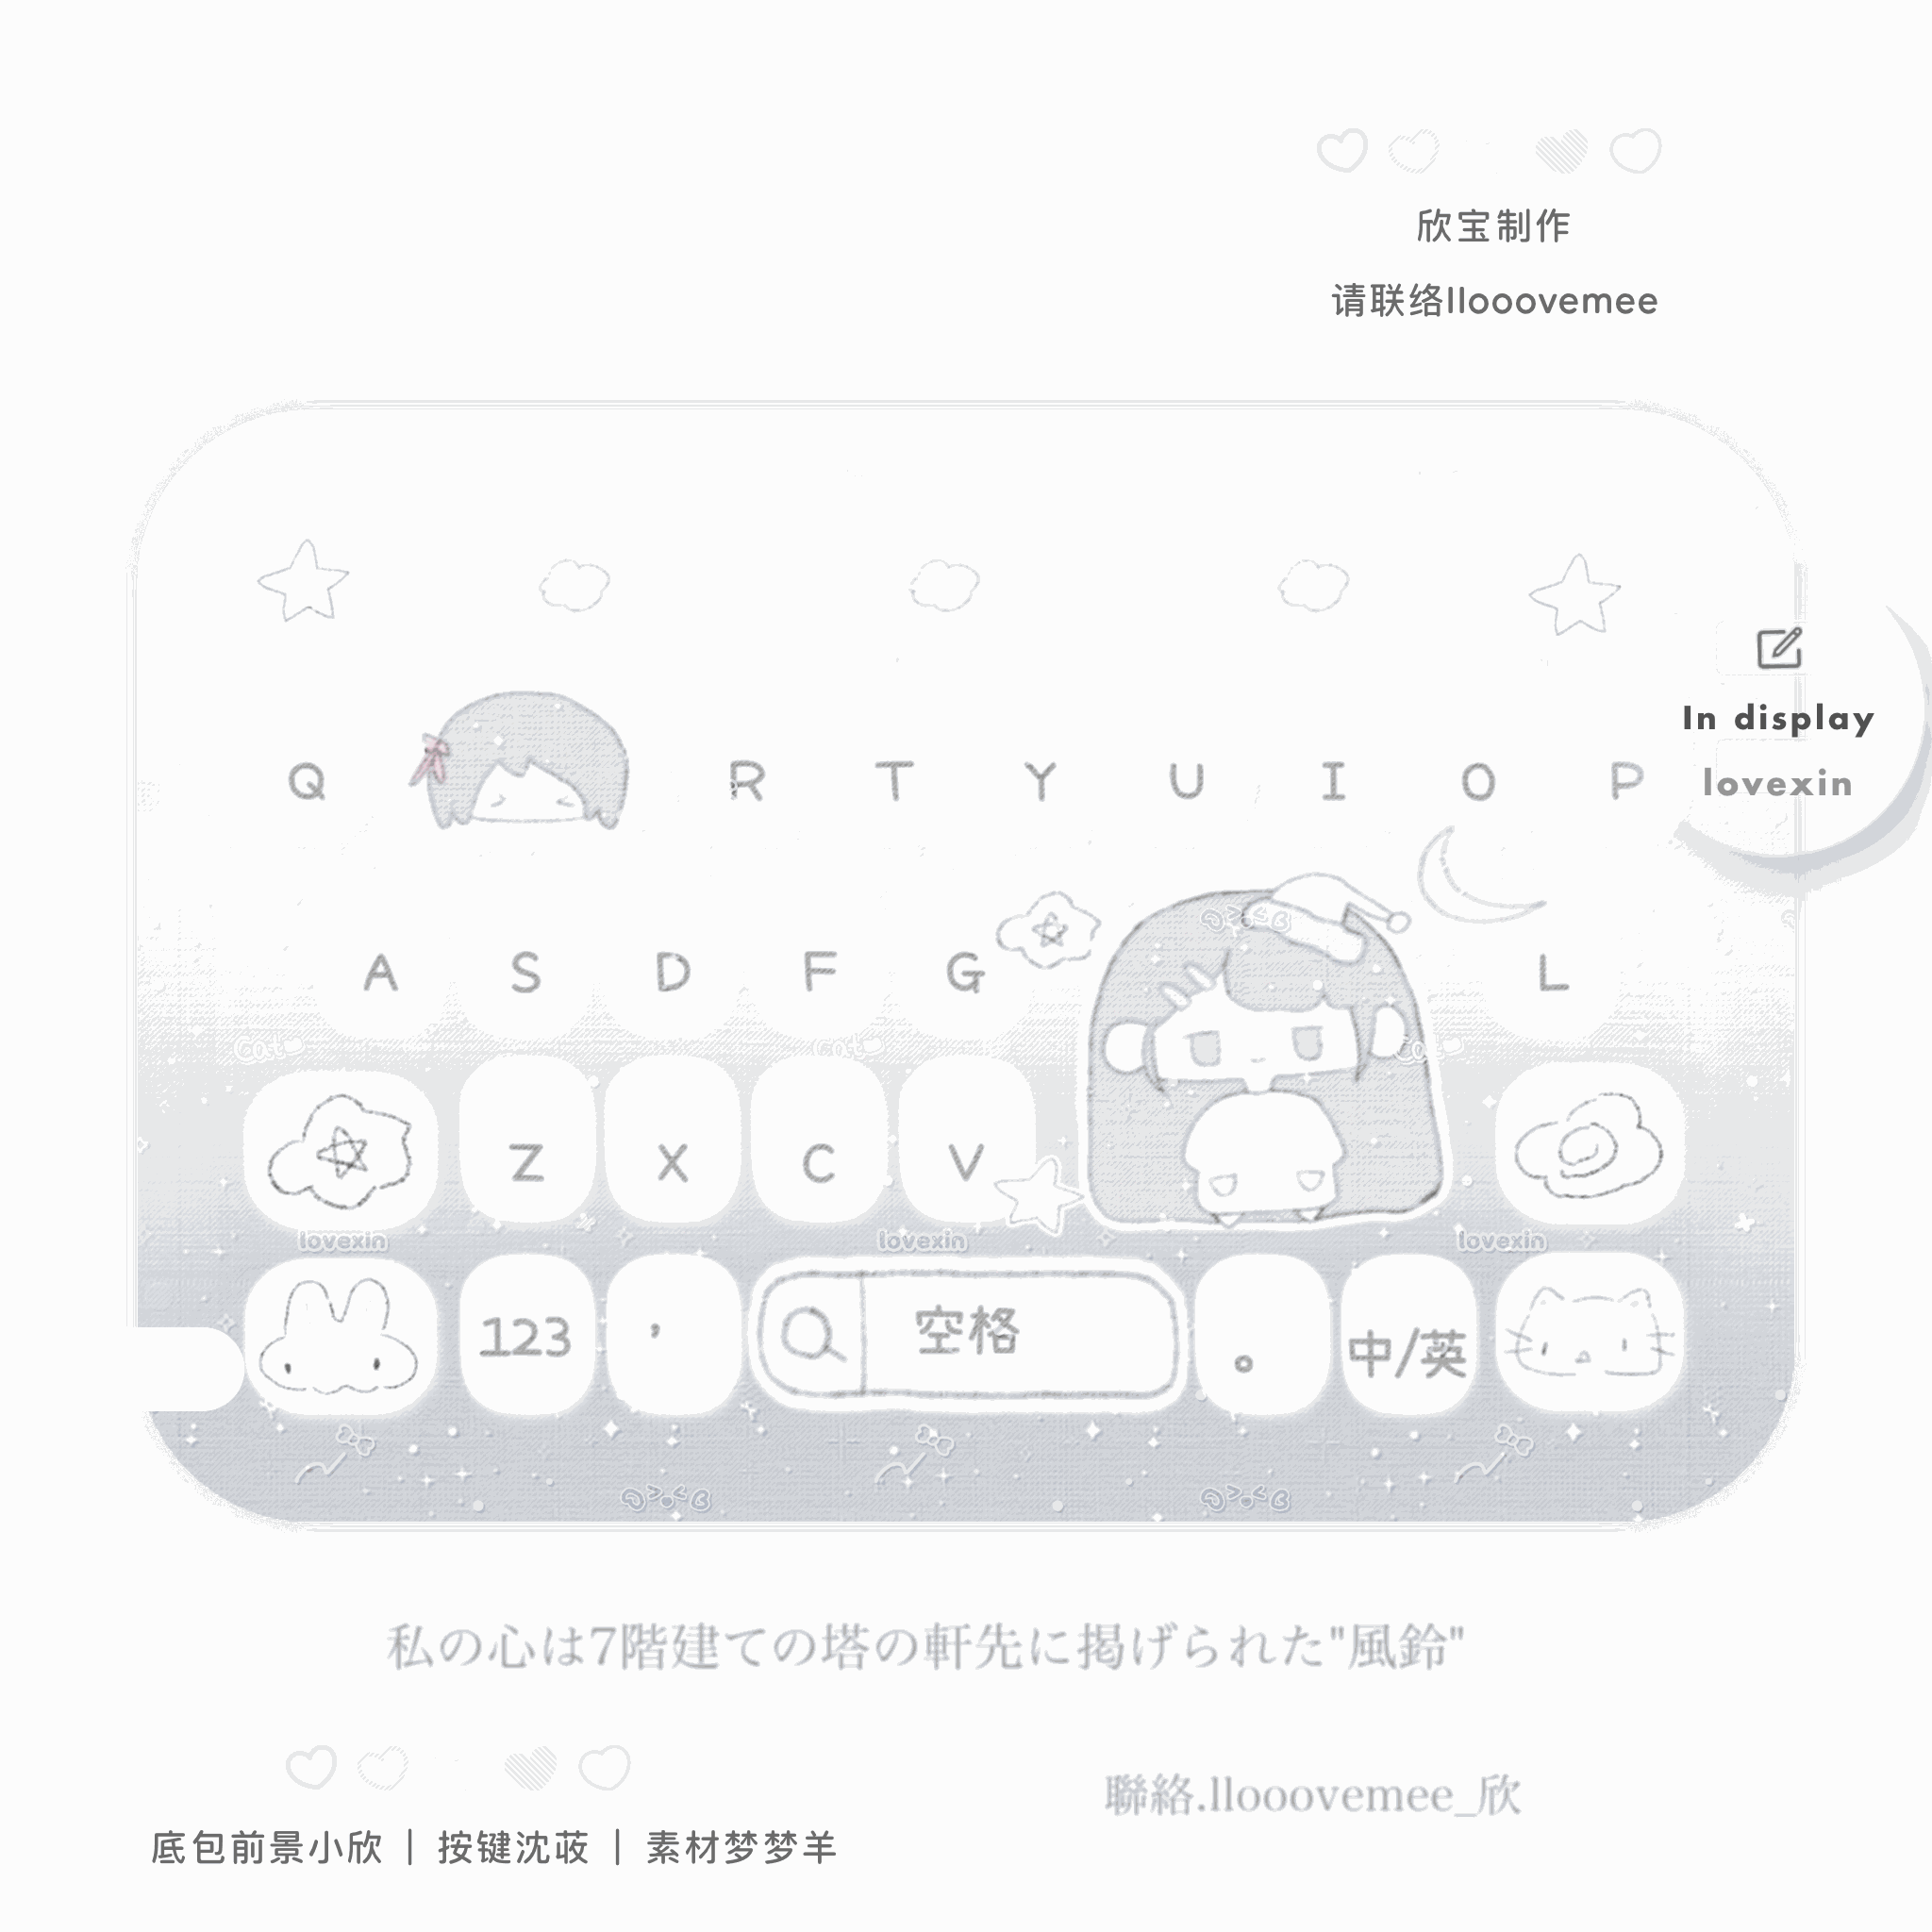 欣宝制作
请联络llooovemee
In display
lovexin
Q R T Y U I O P
A S D F G L
Cat Cat Cat
Z X C V
lovexin lovexin lovexin
123 , 空格 。 中/英
私の心は7階建ての塔の軒先に掲げられた"風鈴"
聯絡.llooovemee_欣
底包前景小欣 | 按键沈荍 | 素材梦梦羊